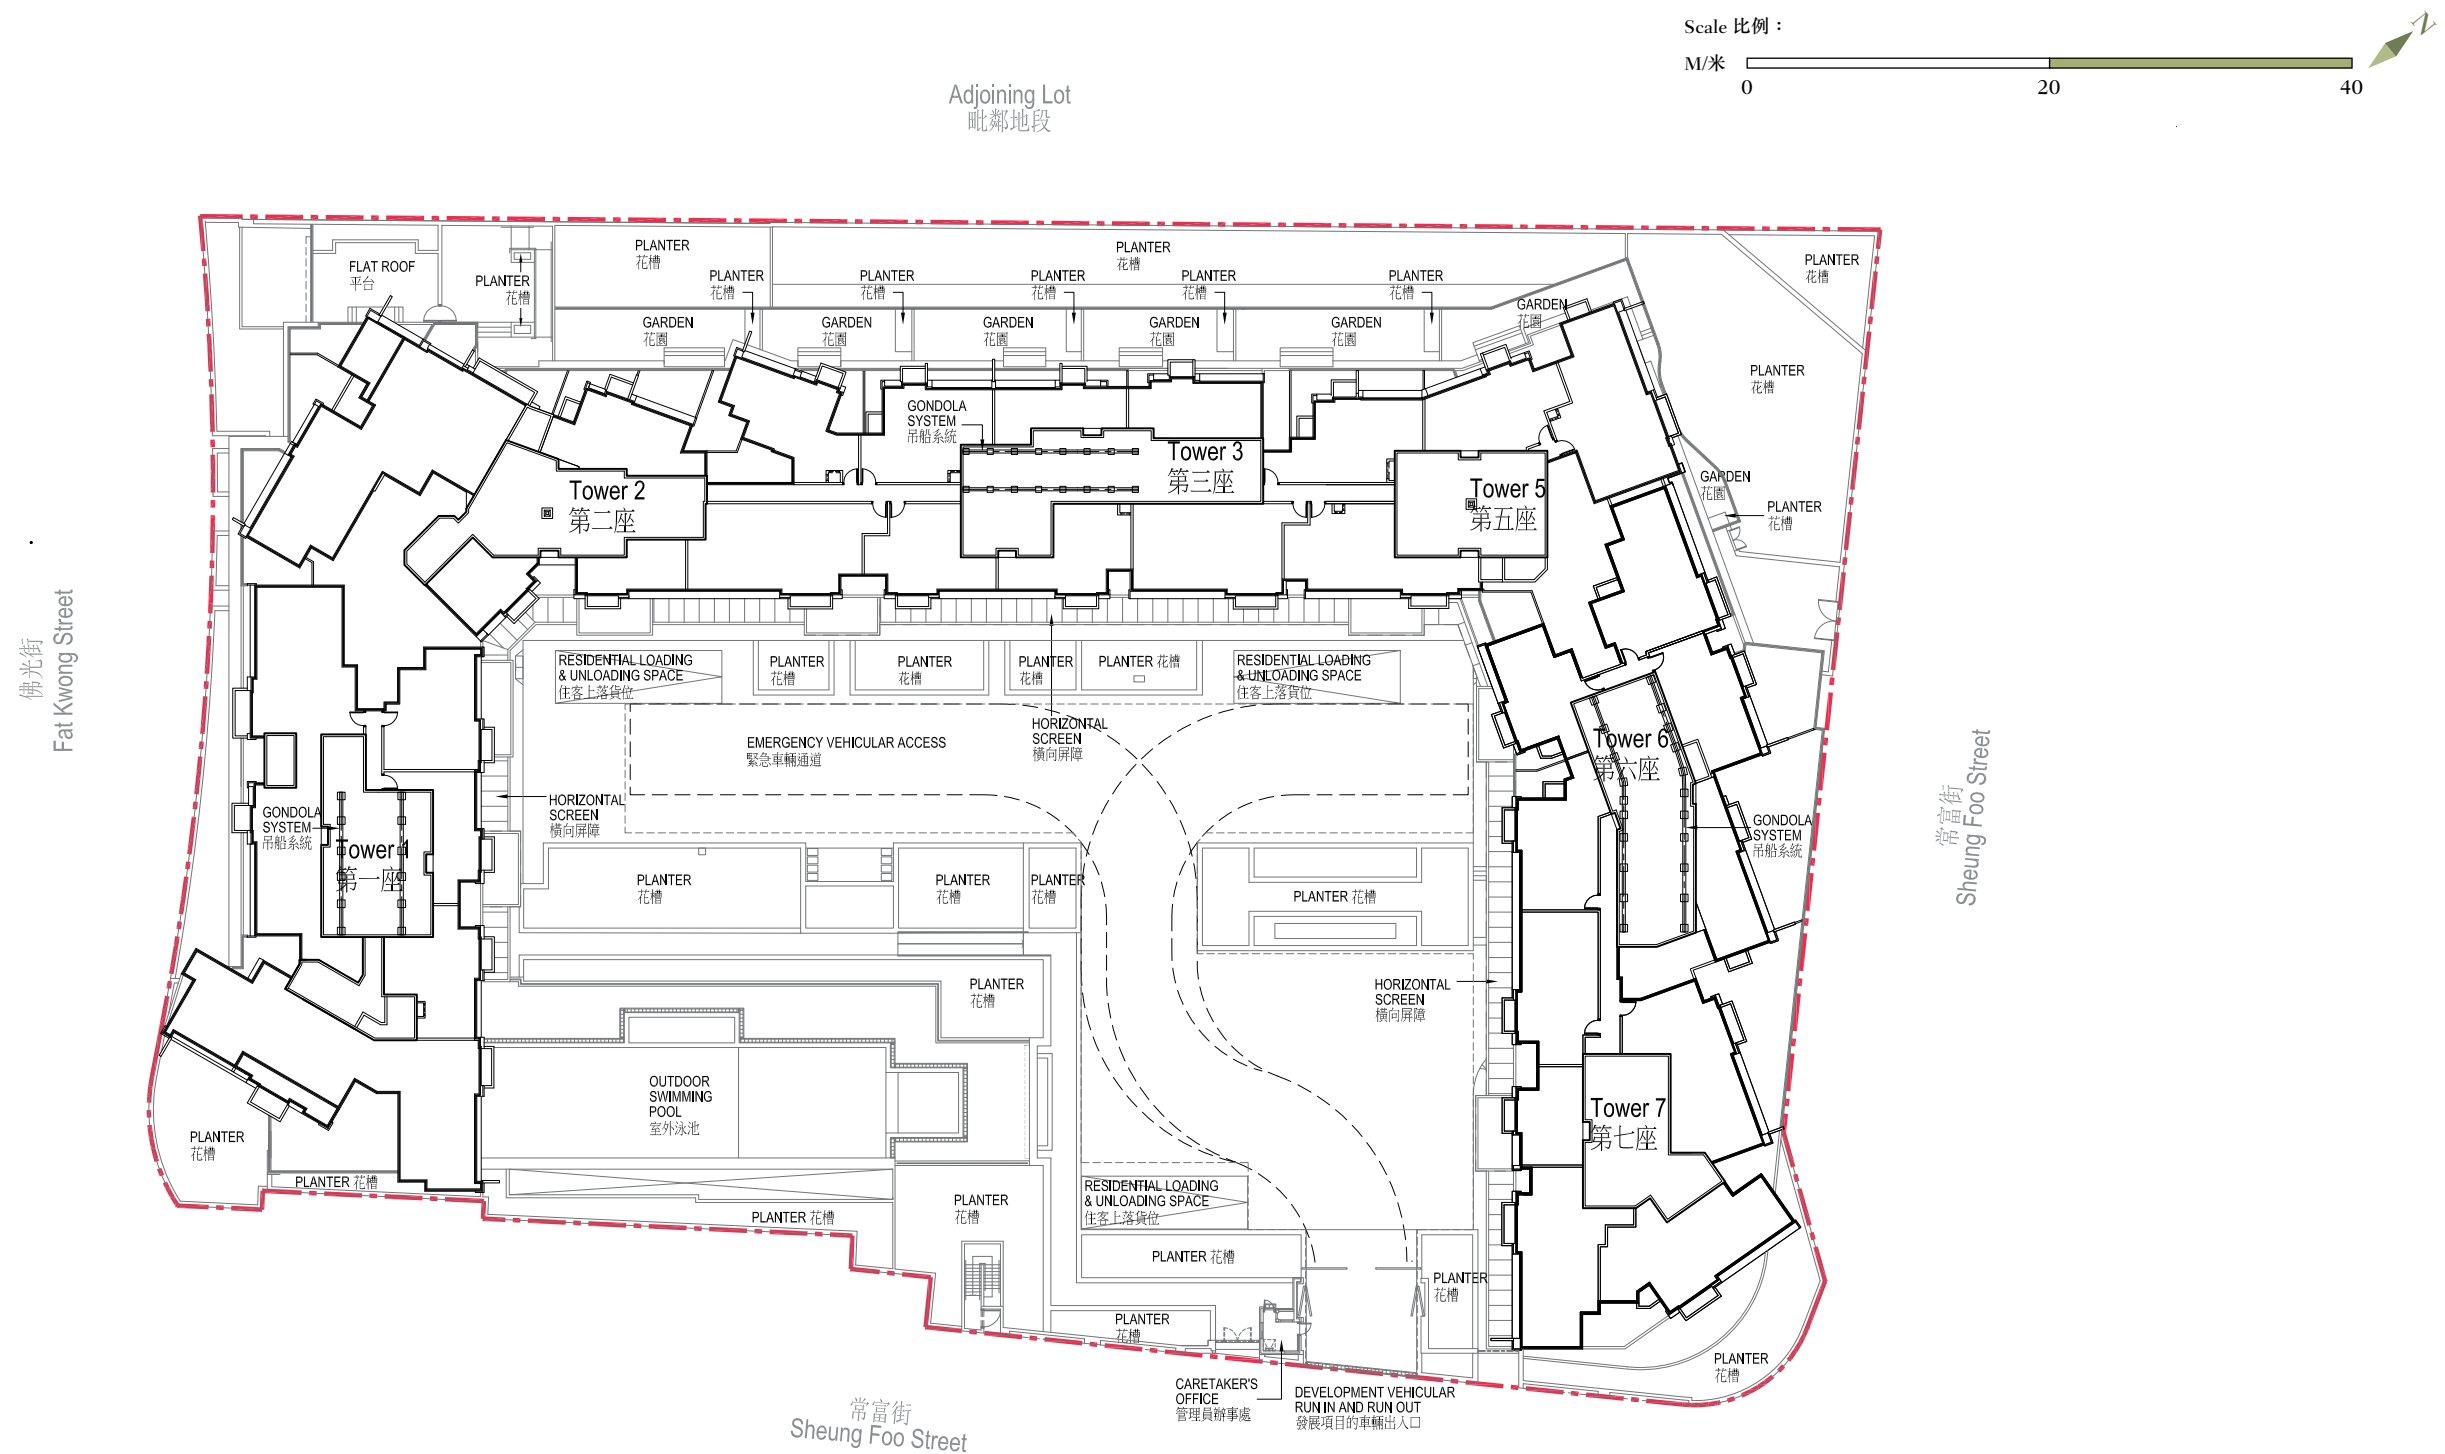 Scale 比例：
N
M/米
0
20
40
Adjoining Lot
毗鄰地段
FLAT ROOF
平台
PLANTER
花槽
PLANTER
花槽
PLANTER
花槽
PLANTER
花槽
PLANTER
花槽
PLANTER
花槽
PLANTER
花槽
PLANTER
花槽
PLANTER
花槽
GARDEN
花園
GARDEN
花園
GARDEN
花園
GARDEN
花園
GARDEN
花園
GARDEN
花園
PLANTER
花槽
GONDOLA
SYSTEM
吊船系統
Tower 3
第三座
Tower 2
第二座
Tower 5
第五座
GARDEN
花園
PLANTER
花槽
佛光街
Fat Kwong Street
RESIDENTIAL LOADING
& UNLOADING SPACE
住客上落貨位
PLANTER
花槽
PLANTER
花槽
PLANTER
花槽
PLANTER 花槽
RESIDENTIAL LOADING
& UNLOADING SPACE
住客上落貨位
HORIZONTAL
SCREEN
橫向屏障
EMERGENCY VEHICULAR ACCESS
緊急車輛通道
Tower 6
第六座
常富街
Sheung Foo Street
HORIZONTAL
SCREEN
橫向屏障
GONDOLA
SYSTEM
吊船系統
GONDOLA
SYSTEM
吊船系統
Tower 1
第一座
PLANTER
花槽
PLANTER
花槽
PLANTER
花槽
PLANTER 花槽
PLANTER
花槽
HORIZONTAL
SCREEN
橫向屏障
OUTDOOR
SWIMMING
POOL
室外泳池
Tower 7
第七座
PLANTER
花槽
PLANTER 花槽
PLANTER 花槽
PLANTER
花槽
RESIDENTIAL LOADING
& UNLOADING SPACE
住客上落貨位
PLANTER 花槽
PLANTER
花槽
PLANTER
花槽
PLANTER
花槽
CARETAKER'S
OFFICE
管理員辦事處
DEVELOPMENT VEHICULAR
RUN IN AND RUN OUT
發展項目的車輛出入口
常富街
Sheung Foo Street